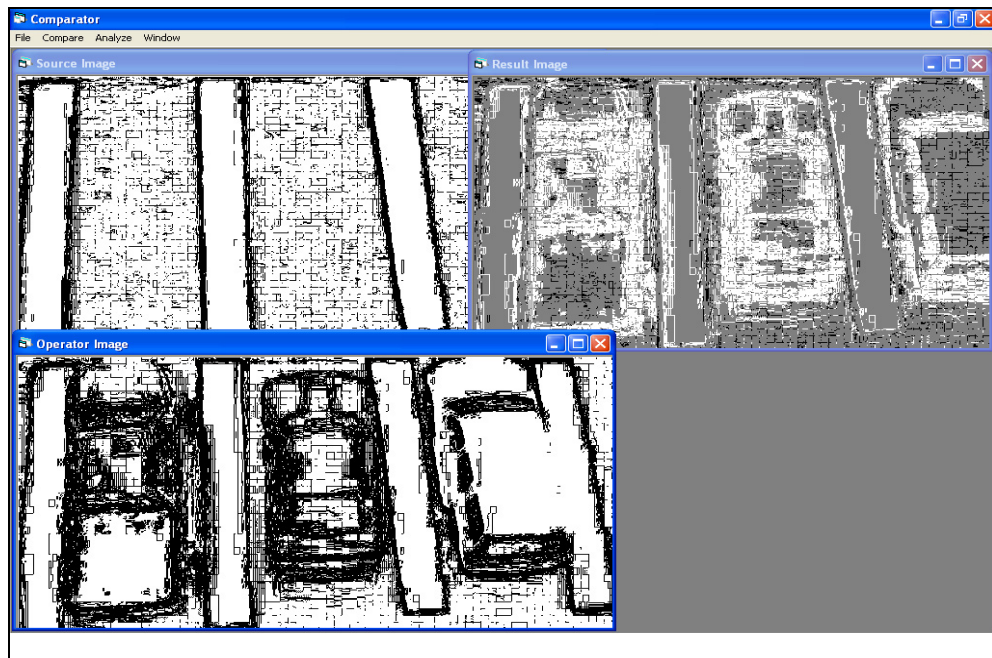 Comparator
File Compare Analyze Window
Source Image
Result Image
Operator Image